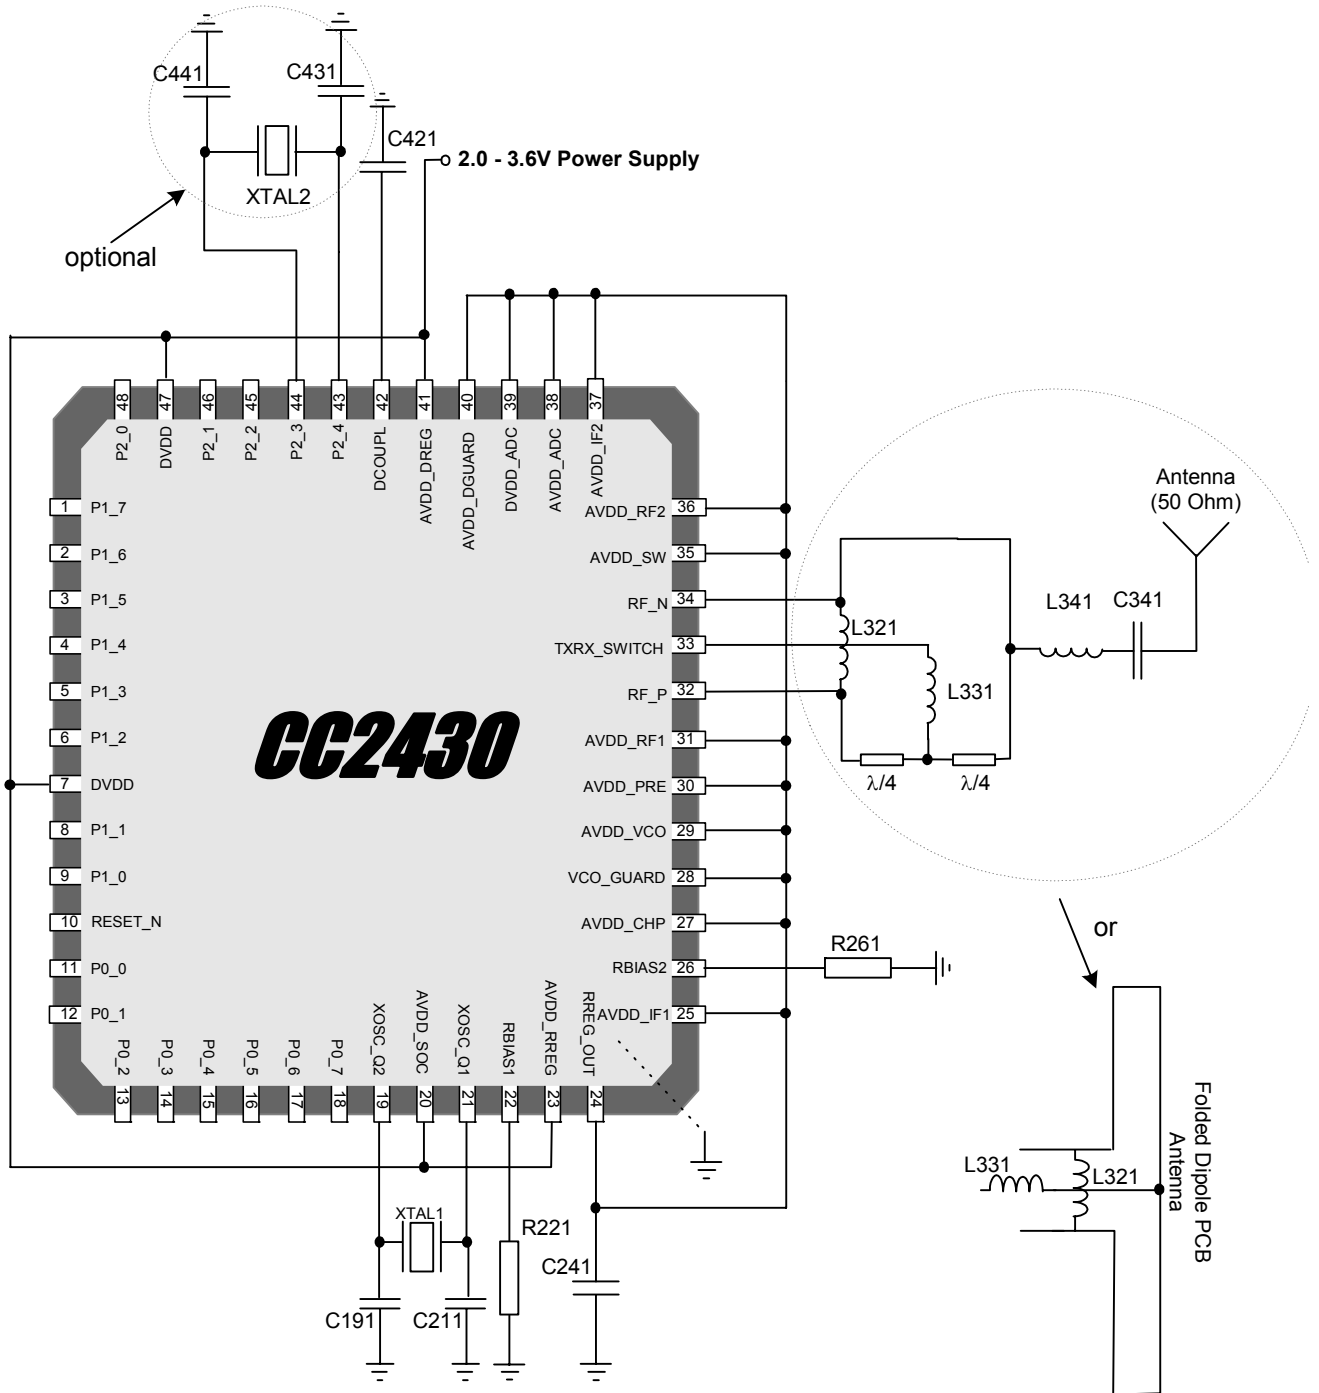 C441
C431
C421
XTAL2
2.0 - 3.6V Power Supply
optional
48
47
46
45
44
43
42
41
40
39
38
37
P2_0
DVDD
P2_1
P2_2
P2_3
P2_4
DCOUPL
AVDD_DREG
AVDD_DGUARD
DVDD_ADC
AVDD_ADC
AVDD_IF2
1 P1_7
2 P1_6
3 P1_5
4 P1_4
5 P1_3
6 P1_2
7 DVDD
8 P1_1
9 P1_0
10 RESET_N
11 P0_0
12 P0_1
CC2430
AVDD_RF2 36
AVDD_SW 35
RF_N 34
TXRX_SWITCH 33
RF_P 32
AVDD_RF1 31
AVDD_PRE 30
AVDD_VCO 29
VCO_GUARD 28
AVDD_CHP 27
RBIAS2 26
AVDD_IF1 25
P0_2
P0_3
P0_4
P0_5
P0_6
P0_7
XOSC_Q2
AVDD_SOC
XOSC_Q1
RBIAS1
AVDD_RREG
RREG_OUT
13
14
15
16
17
18
19
20
21
22
23
24
Antenna
(50 Ohm)
L341
C341
L321
L331
λ/4
λ/4
R261
or
XTAL1
R221
C241
C191
C211
L331
L321
Folded Dipole PCB
Antenna